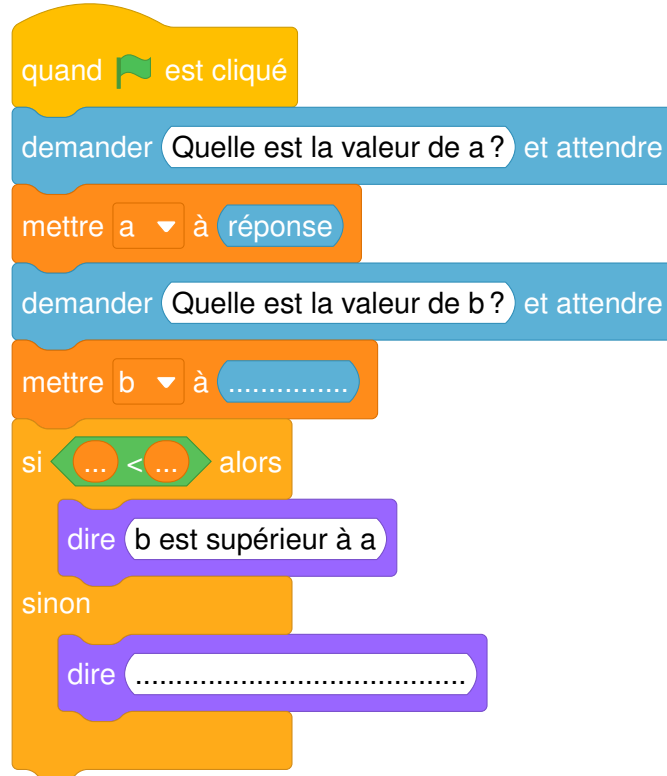 quand est cliqué
demander Quelle est la valeur de a ? et attendre
mettre a à réponse
demander Quelle est la valeur de b ? et attendre
mettre b à ...............
si ... < ... alors
dire b est supérieur à a
sinon
dire .........................................